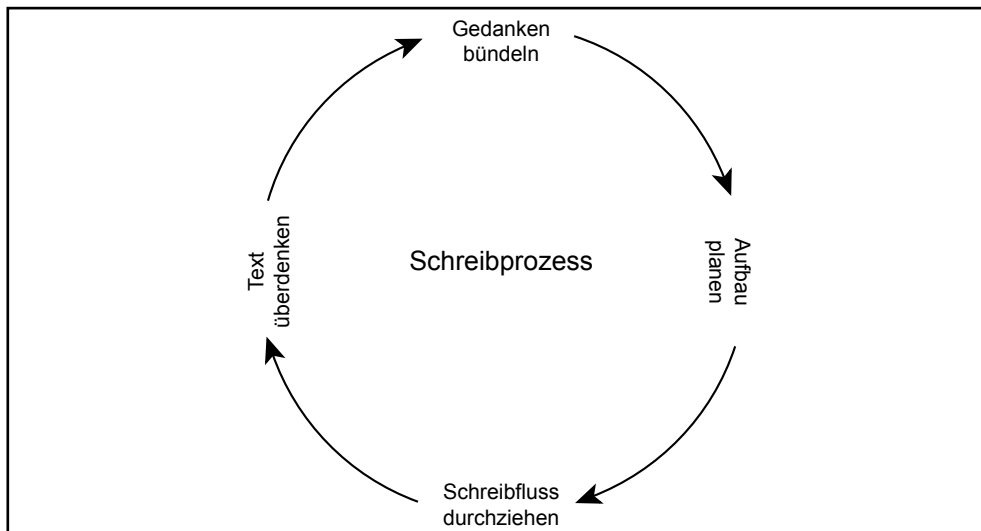 Gedanken
bündeln
Aufbau
planen
Schreibprozess
Text
überdenken
Schreibfluss
durchziehen